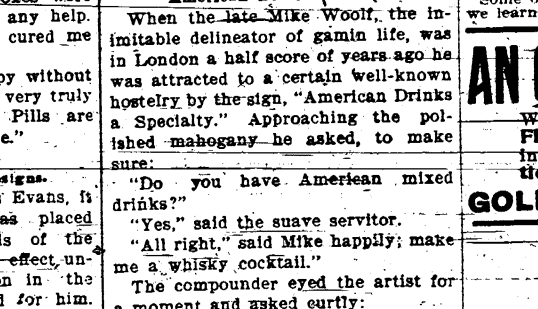 any help.
cured me
without
very truly
Pills are
signs.
Evans, is
placed
of the
effect un-
in the
for him.
When the late Mike Woolf, the in-
imitable delineator of gamin life, was
in London a half score of years ago he
was attracted to a certain well-known
hostelry by the sign, "American Drinks
a Specialty." Approaching the pol-
ished mahogany he asked, to make
sure:
"Do you have American mixed
drinks?"
"Yes," said the suave servitor.
"All right," said Mike happily; make
me a whisky cocktail."
The compounder eyed the artist for
a moment and asked curtly:
we learn
AN
GOL